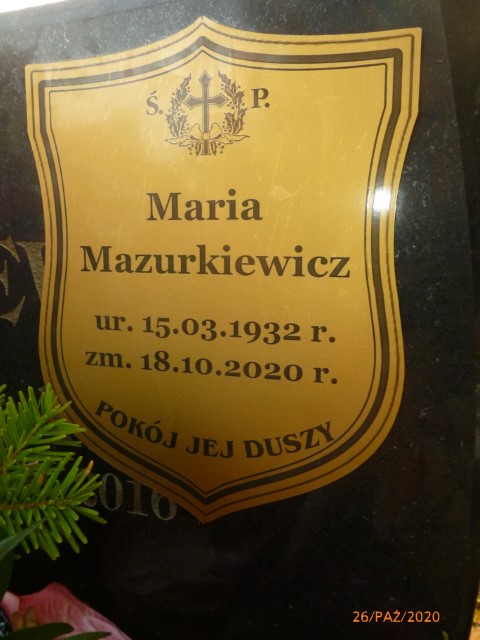 Ś. P.
Maria
Mazurkiewicz
ur. 15.03.1932 r.
zm. 18.10.2020 r.
POKÓJ JEJ DUSZY
2016
26/PAŹ/2020